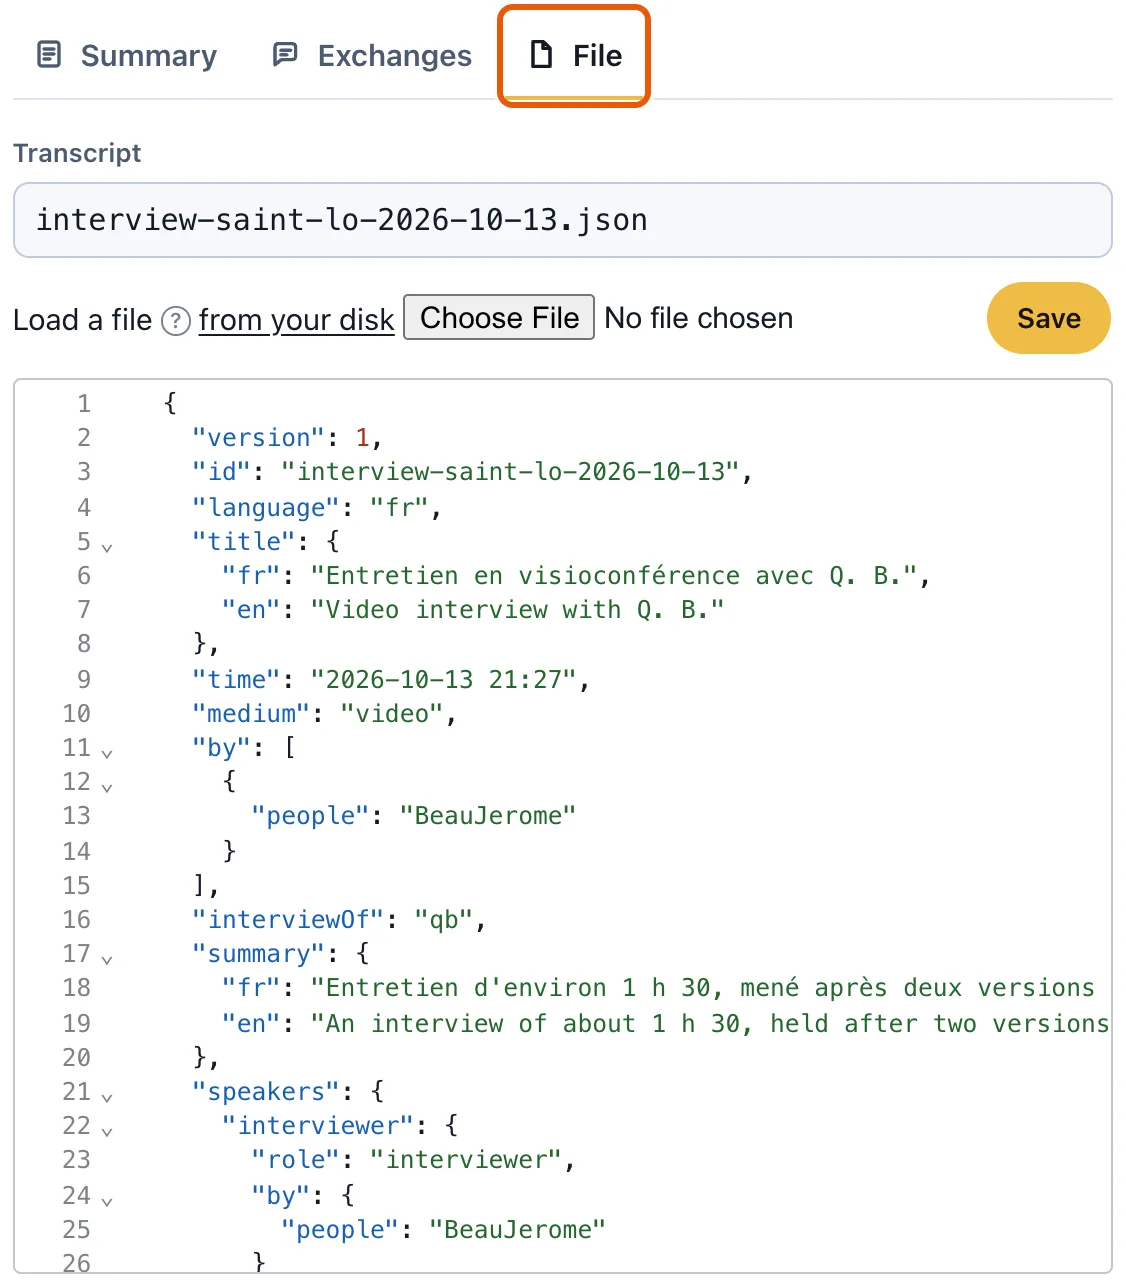 Summary Exchanges File
Transcript
interview-saint-lo-2026-10-13.json
Load a file ? from your disk Choose File No file chosen Save
1 {
2 "version": 1,
3 "id": "interview-saint-lo-2026-10-13",
4 "language": "fr",
5 "title": {
6 "fr": "Entretien en visioconférence avec Q. B.",
7 "en": "Video interview with Q. B."
8 },
9 "time": "2026-10-13 21:27",
10 "medium": "video",
11 "by": [
12 {
13 "people": "BeauJerome"
14 }
15 ],
16 "interviewOf": "qb",
17 "summary": {
18 "fr": "Entretien d'environ 1 h 30, mené après deux versions
19 "en": "An interview of about 1 h 30, held after two versions
20 },
21 "speakers": {
22 "interviewer": {
23 "role": "interviewer",
24 "by": {
25 "people": "BeauJerome"
26 }